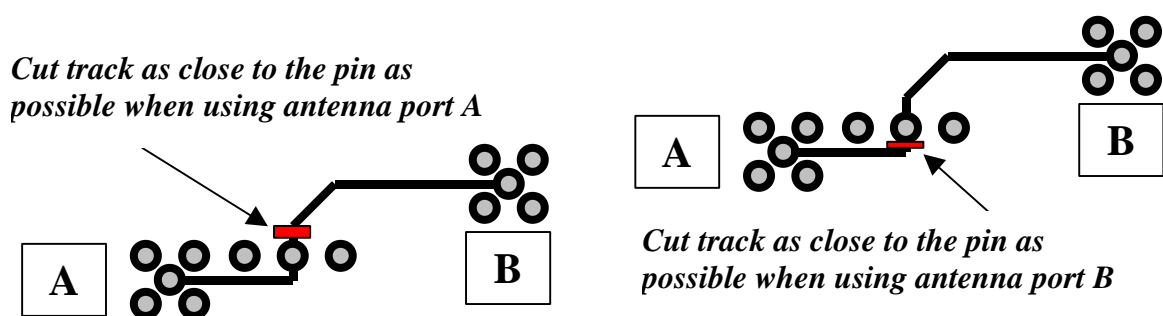 Cut track as close to the pin as
possible when using antenna port A
A
B
A
B
Cut track as close to the pin as
possible when using antenna port B